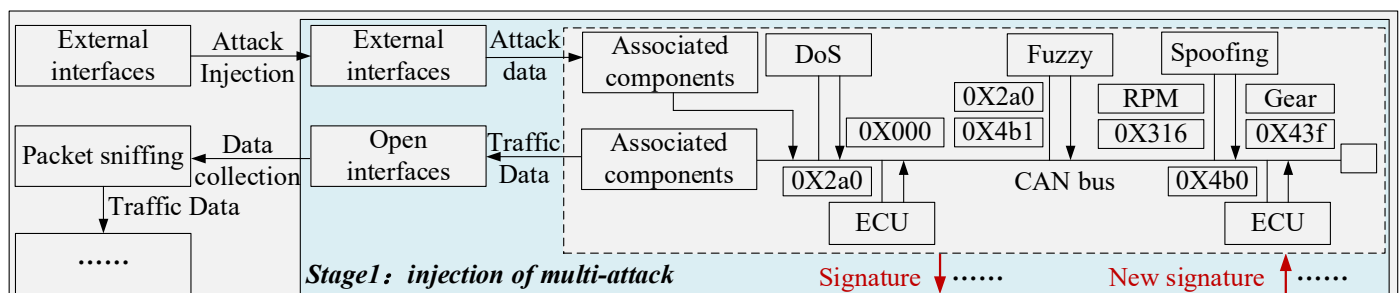 External
interfaces
Attack
Injection
External
interfaces
Attack
data
Associated
components
DoS
Fuzzy
Spoofing
0X2a0
RPM
Gear
0X000
0X4b1
0X316
0X43f
Packet sniffing
Data
collection
Open
interfaces
Traffic
Data
Associated
components
0X2a0
CAN bus
0X4b0
Traffic Data
ECU
ECU
......
Stage1：injection of multi-attack
Signature
......
New signature
......